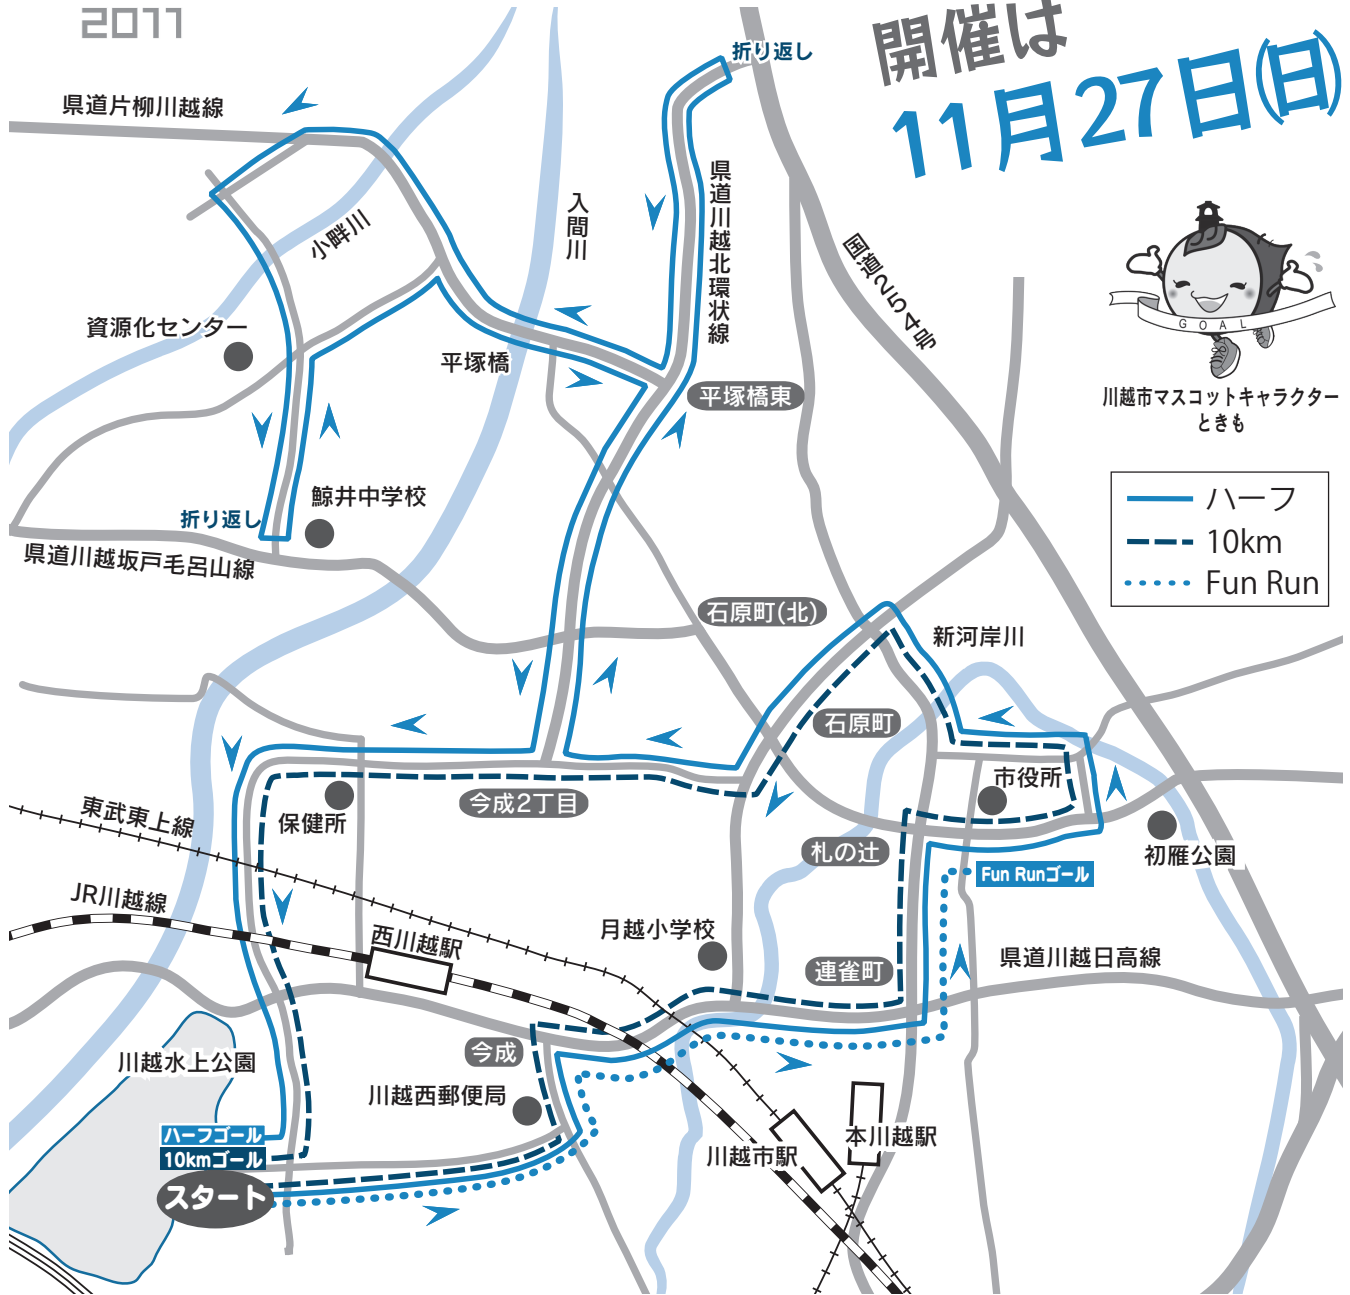 2011
開催は
11月27日(日)
折り返し
県道片柳川越線
県道川越北環状線
入間川
小畔川
国道254号
GOAL
川越市マスコットキャラクター
ときも
資源化センター
平塚橋
平塚橋東
ハーフ
10km
Fun Run
鯨井中学校
折り返し
県道川越坂戸毛呂山線
石原町(北)
新河岸川
石原町
市役所
今成2丁目
保健所
東武東上線
札の辻
初雁公園
Fun Runゴール
JR川越線
西川越駅
月越小学校
連雀町
県道川越日高線
今成
川越水上公園
川越西郵便局
ハーフゴール
10kmゴール
スタート
川越市駅
本川越駅